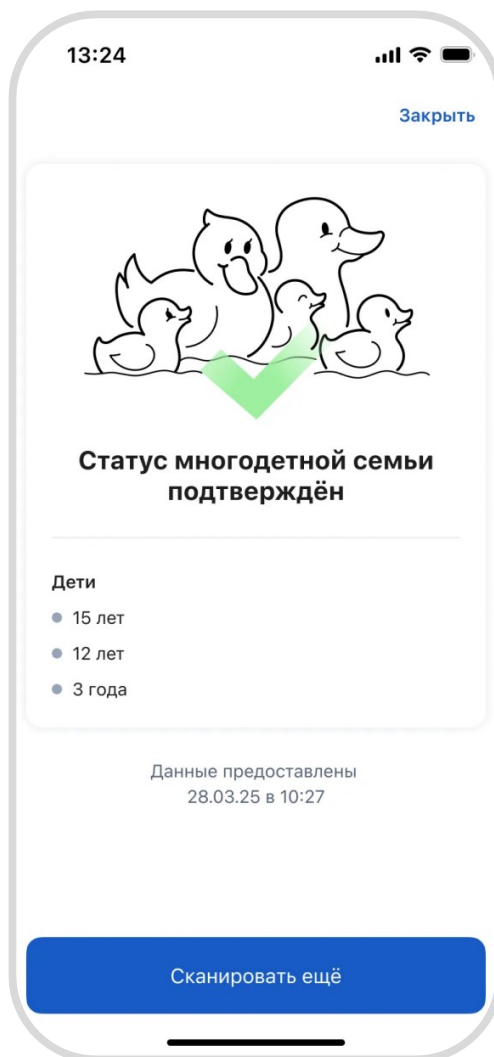 13:24
Закрыть
Статус многодетной семьи
подтверждён
Дети
15 лет
12 лет
3 года
Данные предоставлены
28.03.25 в 10:27
Сканировать ещё